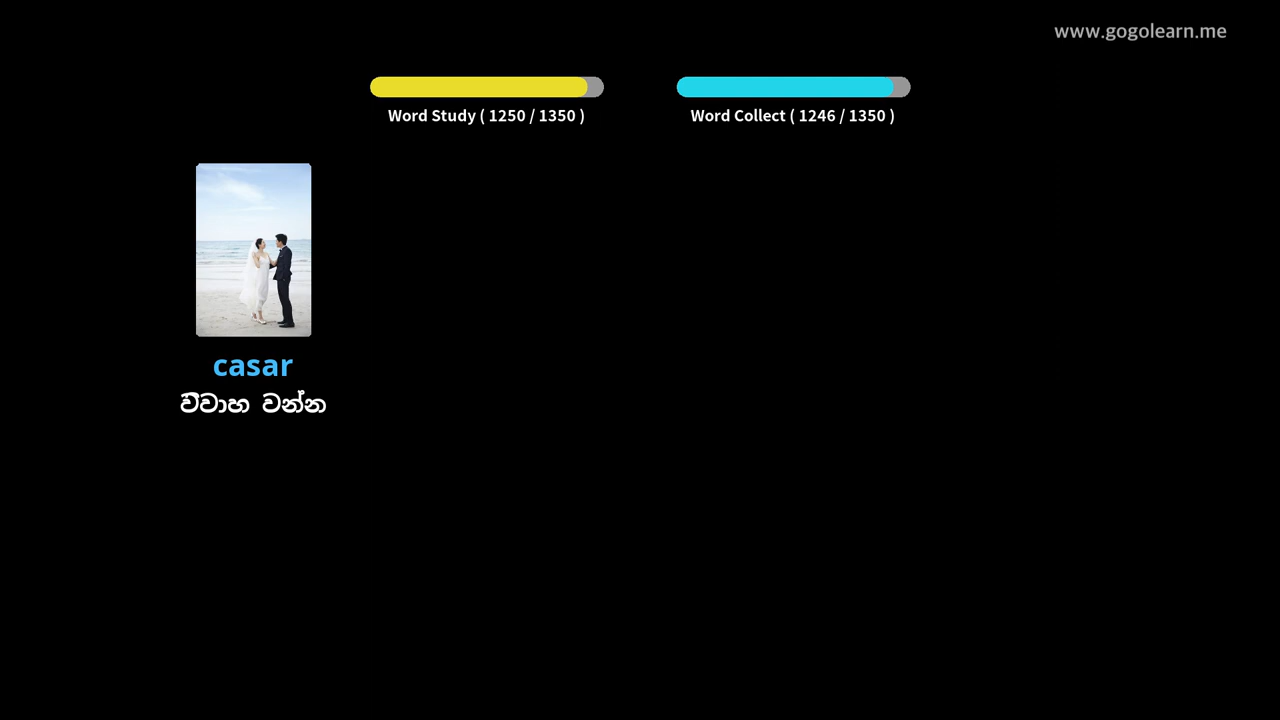 www.gogolearn.me
Word Study ( 1250 / 1350 )
Word Collect ( 1246 / 1350 )
casar
විවාහ වන්න